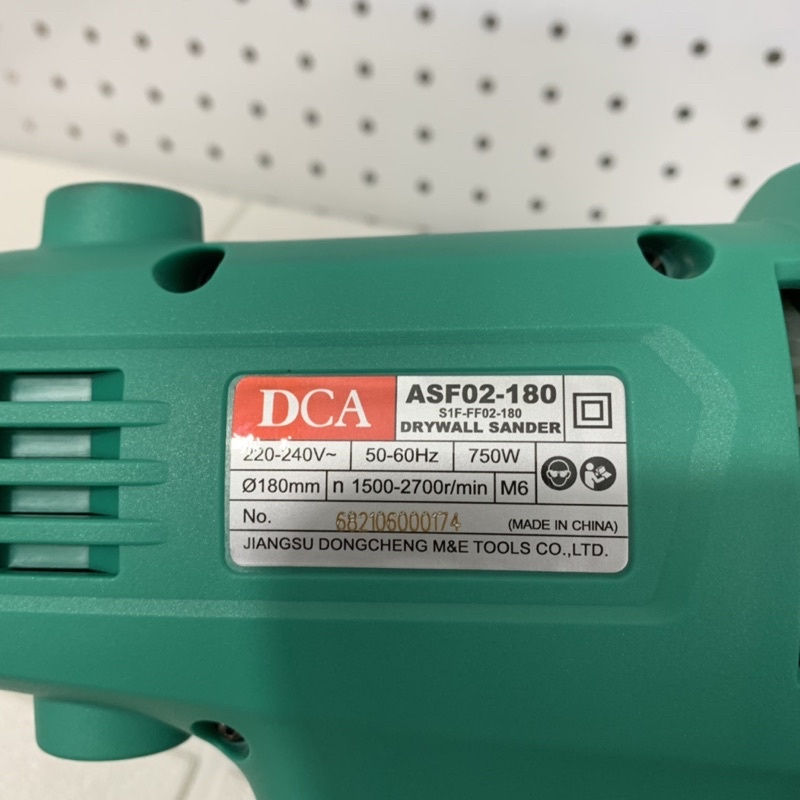 DCA
ASF02-180
S1F-FF02-180
DRYWALL SANDER
220-240V~ 50-60Hz 750W
Ø180mm n 1500-2700r/min M6
No. 682106000174 (MADE IN CHINA)
JIANGSU DONGCHENG M&E TOOLS CO.,LTD.